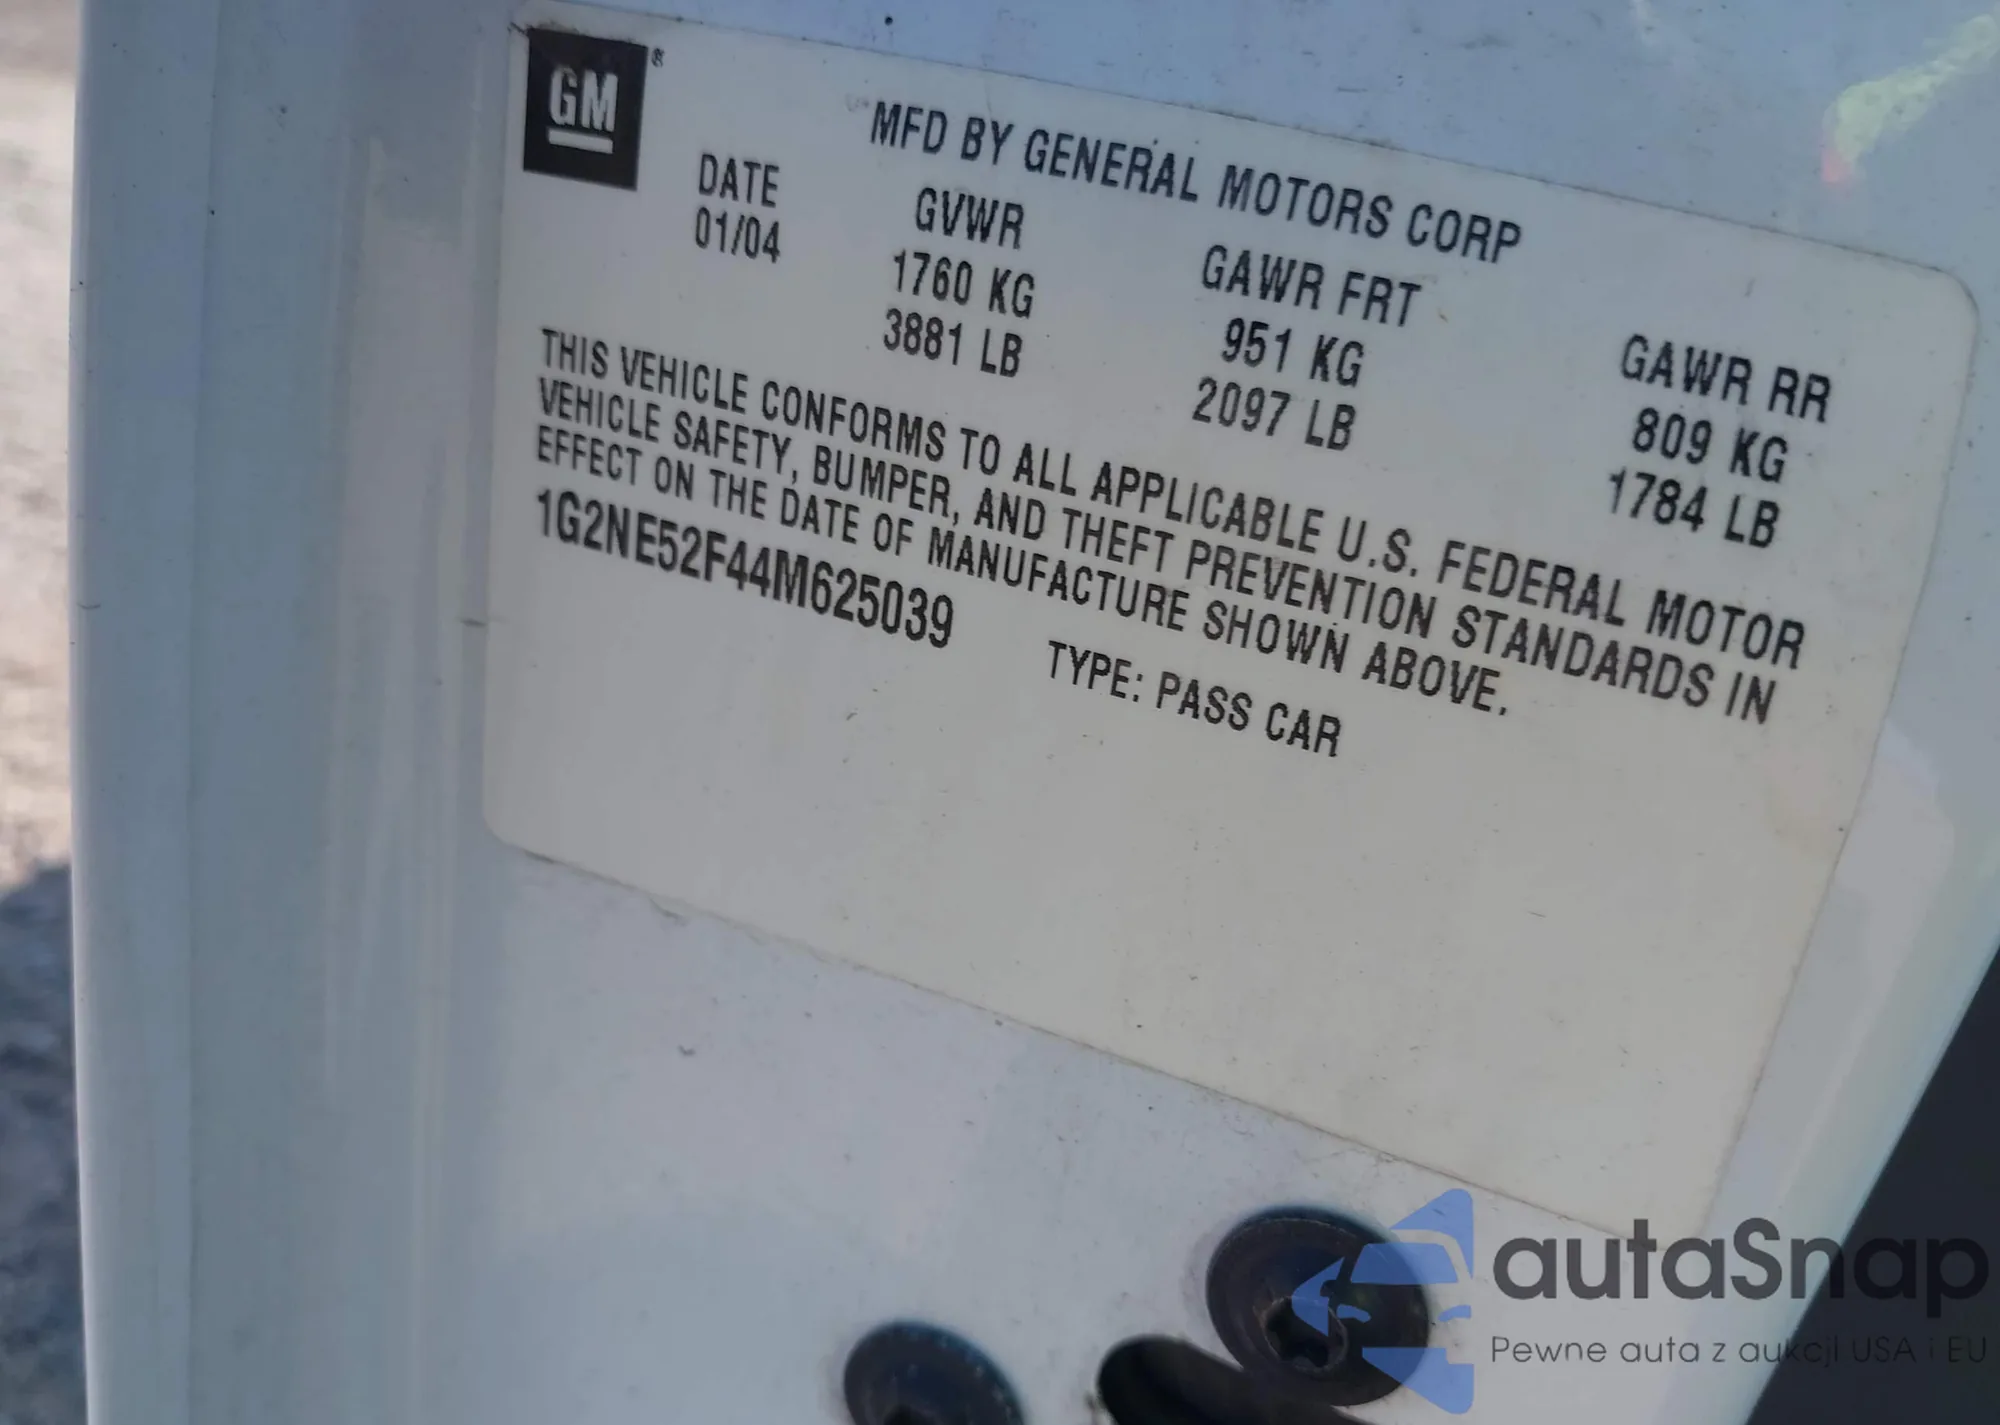 GM®
MFD BY GENERAL MOTORS CORP
DATE GVWR GAWR FRT GAWR RR
01/04 1760 KG 951 KG 809 KG
3881 LB 2097 LB 1784 LB
THIS VEHICLE CONFORMS TO ALL APPLICABLE U.S. FEDERAL MOTOR
VEHICLE SAFETY, BUMPER, AND THEFT PREVENTION STANDARDS IN
EFFECT ON THE DATE OF MANUFACTURE SHOWN ABOVE.
1G2NE52F44M625039 TYPE: PASS CAR
autaSnap
Pewne auta z aukcji USA i EU